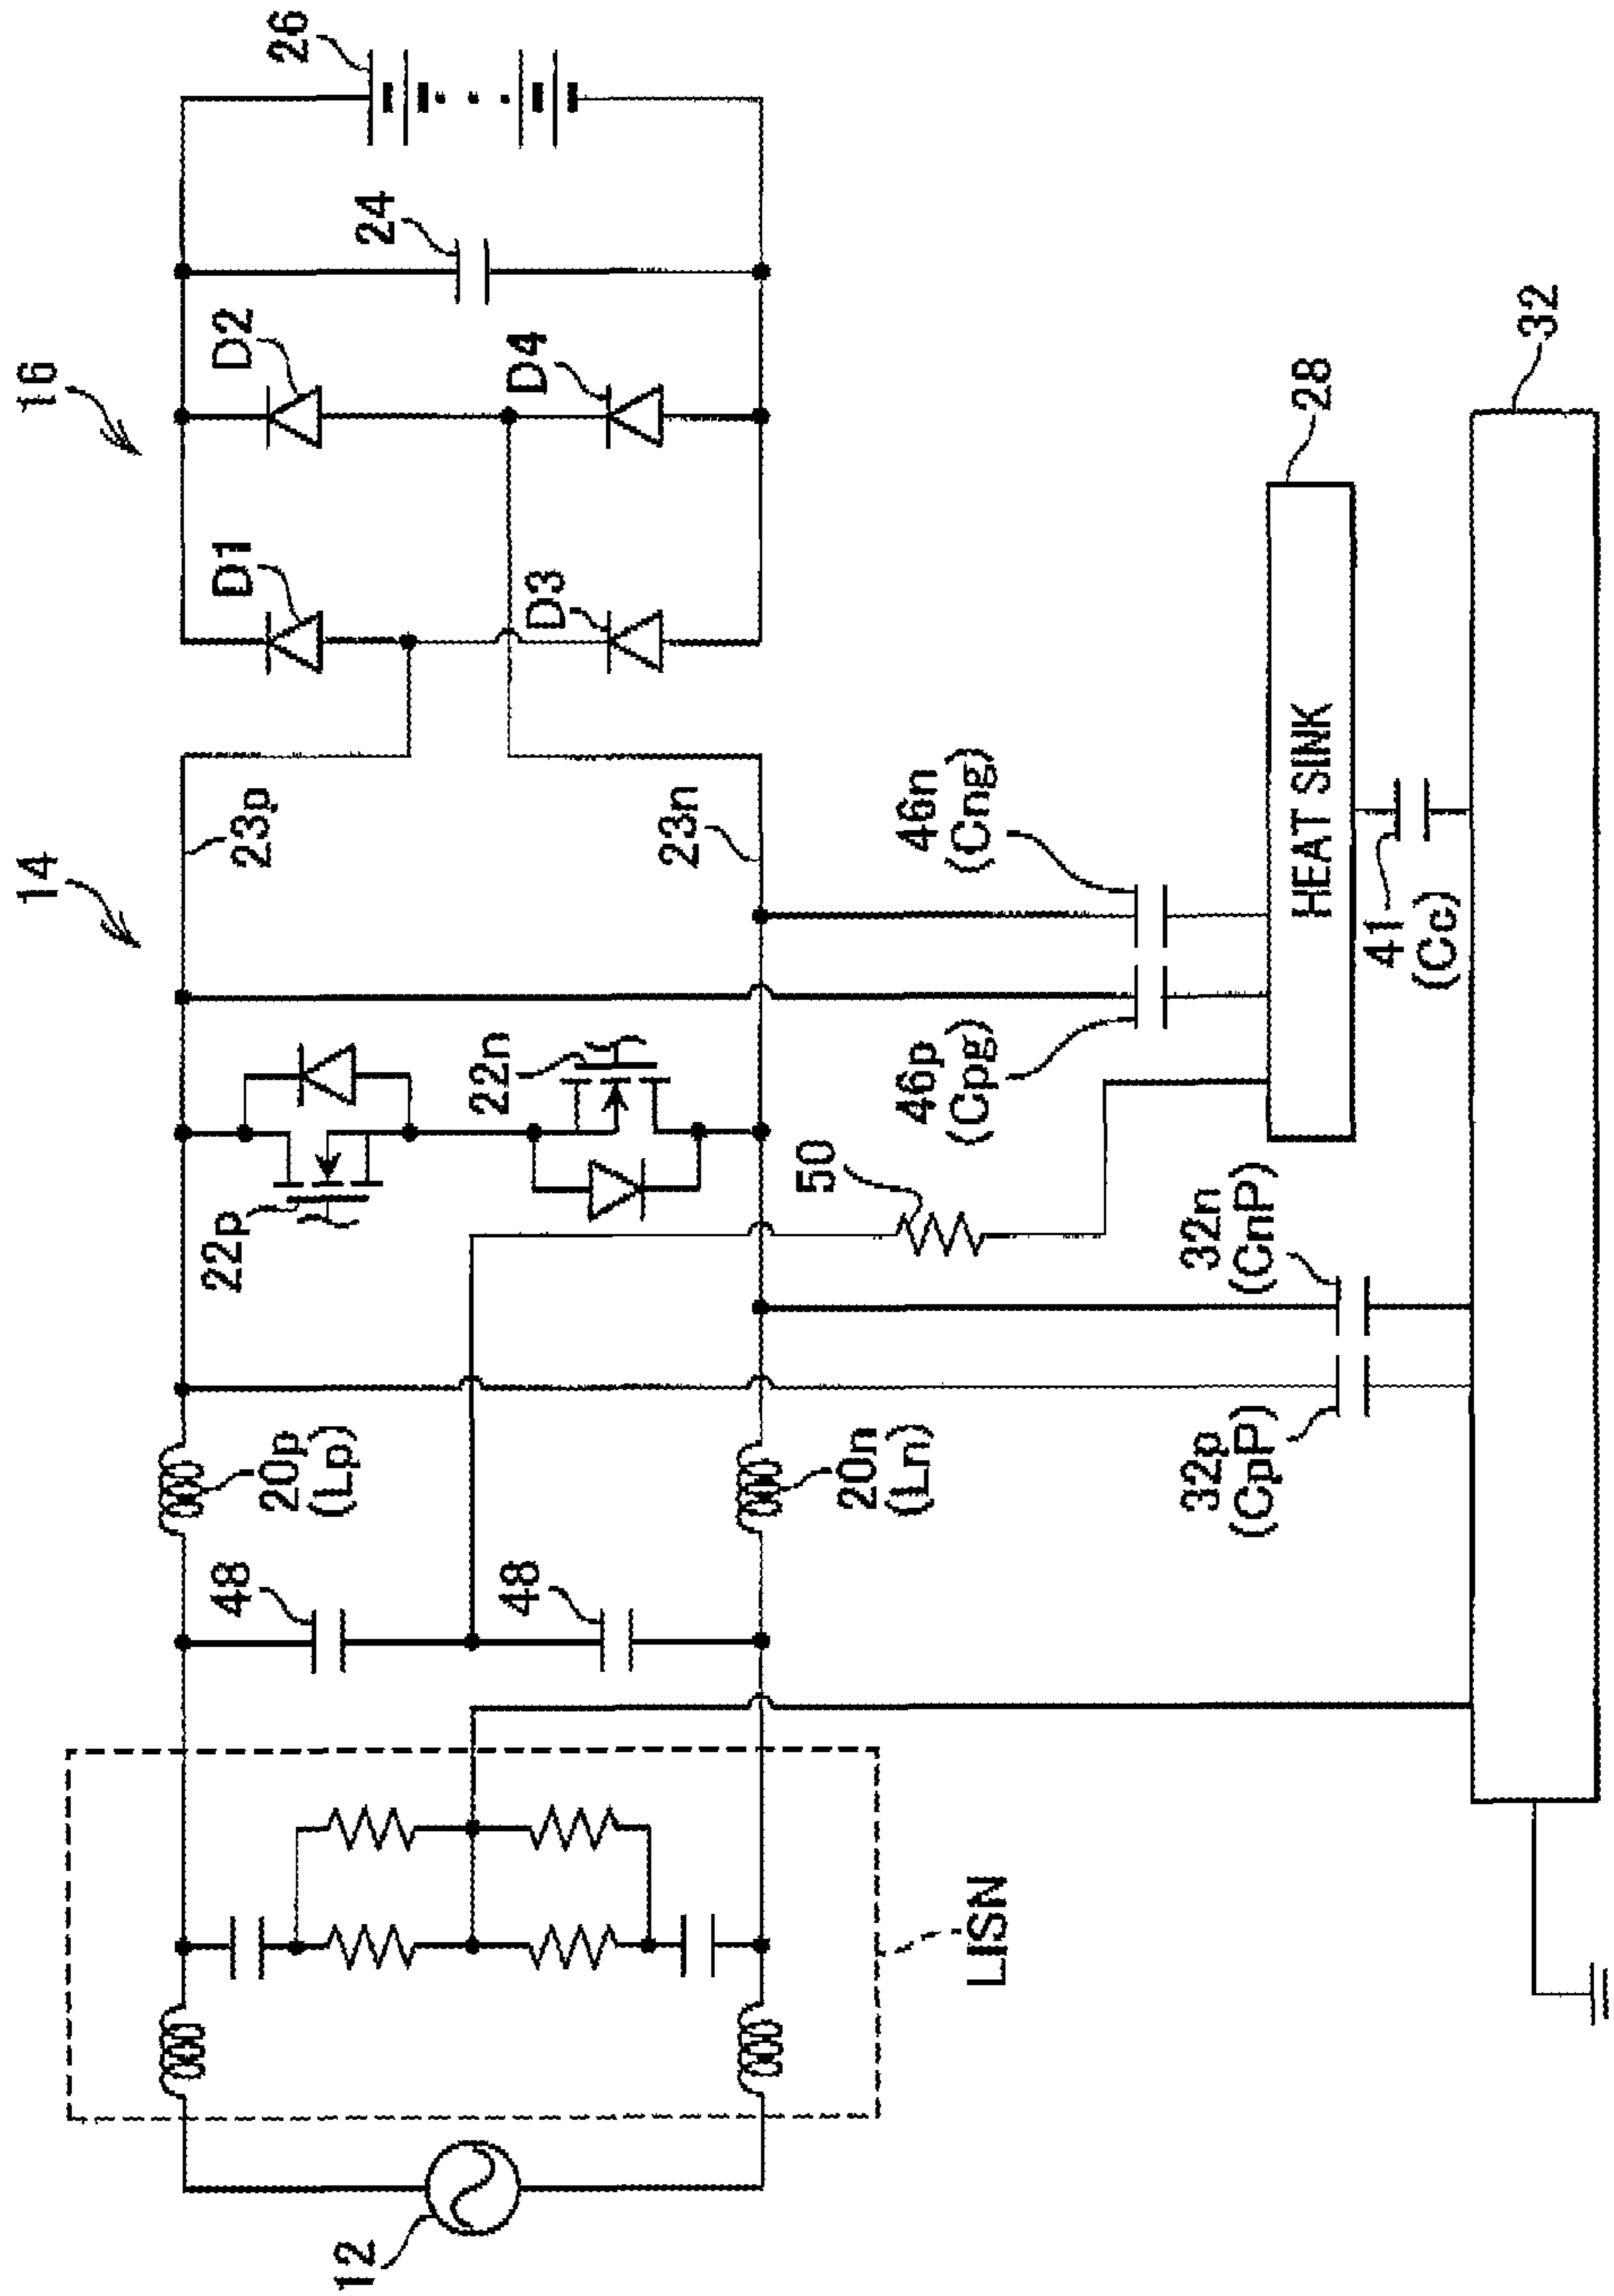 14
16
26
24
D2
D1
D4
D3
23p
23n
22p
22n
20p
(Lp)
48
48
20n
(Ln)
50
46n
(Cng)
46p
(Cpg)
12
LISN
32n
(CnP)
32p
(CpP)
28
HEAT SINK
41
(Cc)
32